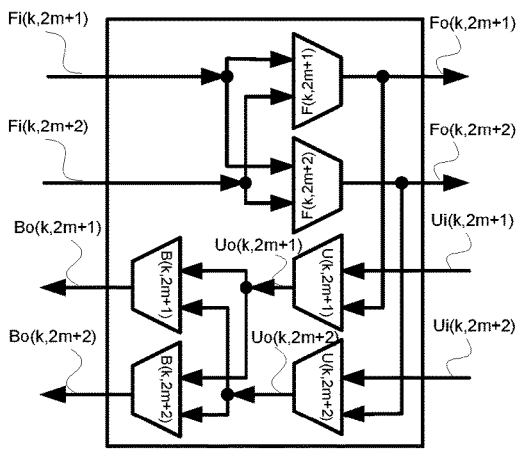 Fi(k,2m+1)
Fo(k,2m+1)
F(k,2m+1)
Fi(k,2m+2)
Fo(k,2m+2)
F(k,2m+2)
Bo(k,2m+1)
Uo(k,2m+1)
Ui(k,2m+1)
B(k,2m+1)
U(k,2m+1)
Bo(k,2m+2)
Uo(k,2m+2)
Ui(k,2m+2)
B(k,2m+2)
U(k,2m+2)